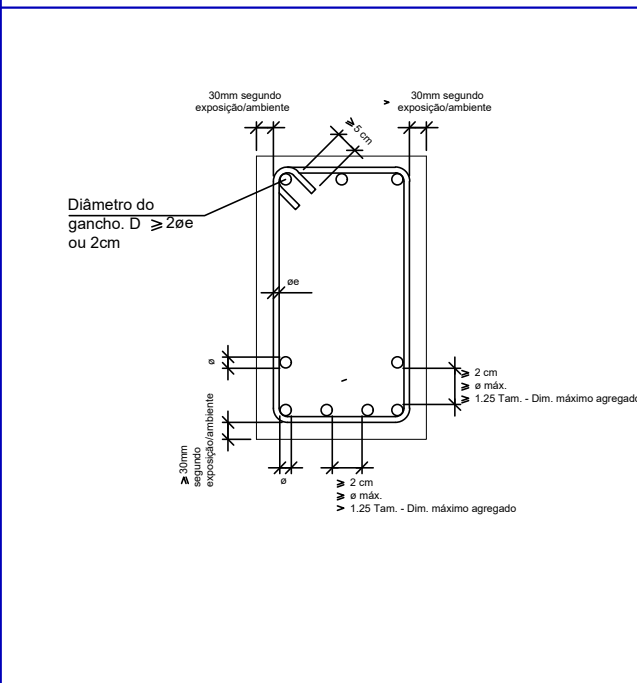 30mm segundo
exposição/ambiente
> 30mm segundo
exposição/ambiente
⩾ 5 cm
Diâmetro do
gancho. D ⩾ 2øe
ou 2cm
øe
ø
⩾ 2 cm
⩾ ø máx.
⩾ 1.25 Tam. - Dim. máximo agregado
⩾ 30mm
segundo
exposição/ambiente
ø
⩾ 2 cm
⩾ ø máx.
> 1.25 Tam. - Dim. máximo agregado